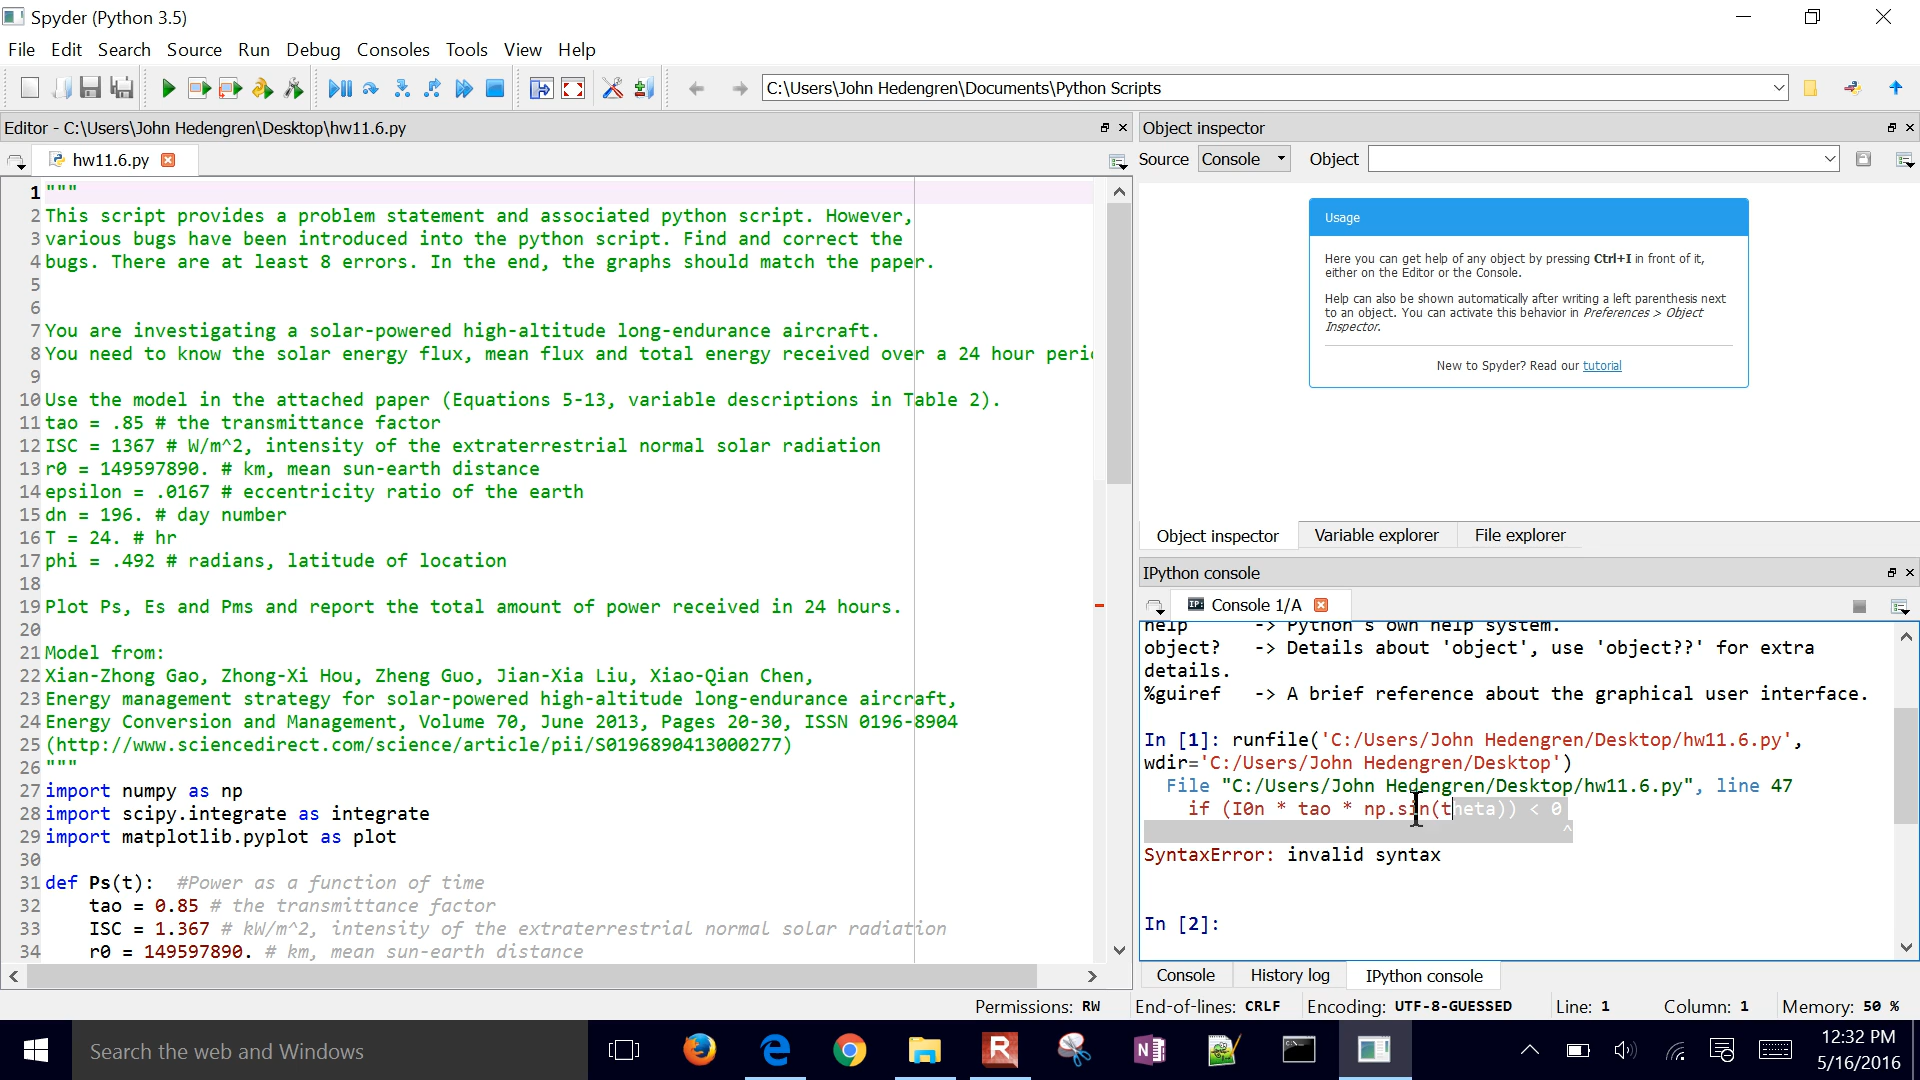 Spyder (Python 3.5)
File Edit Search Source Run Debug Consoles Tools View Help
C:\Users\John Hedengren\Documents\Python Scripts
Editor - C:\Users\John Hedengren\Desktop\hw11.6.py
hw11.6.py
1 """
2 This script provides a problem statement and associated python script. However,
3 various bugs have been introduced into the python script. Find and correct the
4 bugs. There are at least 8 errors. In the end, the graphs should match the paper.
5
6
7 You are investigating a solar-powered high-altitude long-endurance aircraft.
8 You need to know the solar energy flux, mean flux and total energy received over a 24 hour peri
9
10 Use the model in the attached paper (Equations 5-13, variable descriptions in Table 2).
11 tao = .85 # the transmittance factor
12 ISC = 1367 # W/m^2, intensity of the extraterrestrial normal solar radiation
13 r0 = 149597890. # km, mean sun-earth distance
14 epsilon = .0167 # eccentricity ratio of the earth
15 dn = 196. # day number
16 T = 24. # hr
17 phi = .492 # radians, latitude of location
18
19 Plot Ps, Es and Pms and report the total amount of power received in 24 hours.
20
21 Model from:
22 Xian-Zhong Gao, Zhong-Xi Hou, Zheng Guo, Jian-Xia Liu, Xiao-Qian Chen,
23 Energy management strategy for solar-powered high-altitude long-endurance aircraft,
24 Energy Conversion and Management, Volume 70, June 2013, Pages 20-30, ISSN 0196-8904
25 (http://www.sciencedirect.com/science/article/pii/S0196890413000277)
26 """
27 import numpy as np
28 import scipy.integrate as integrate
29 import matplotlib.pyplot as plot
30
31 def Ps(t): #Power as a function of time
32 tao = 0.85 # the transmittance factor
33 ISC = 1.367 # kW/m^2, intensity of the extraterrestrial normal solar radiation
34 r0 = 149597890. # km, mean sun-earth distance
Object inspector
Source Console Object
Usage
Here you can get help of any object by pressing Ctrl+I in front of it,
either on the Editor or the Console.
Help can also be shown automatically after writing a left parenthesis next
to an object. You can activate this behavior in Preferences > Object
Inspector.
New to Spyder? Read our tutorial
Object inspector Variable explorer File explorer
IPython console
IP: Console 1/A
help -> Python's own help system.
object? -> Details about 'object', use 'object??' for extra
details.
%guiref -> A brief reference about the graphical user interface.
In [1]: runfile('C:/Users/John Hedengren/Desktop/hw11.6.py',
wdir='C:/Users/John Hedengren/Desktop')
File "C:/Users/John Hedengren/Desktop/hw11.6.py", line 47
if (I0n * tao * np.sin(theta)) < 0
^
SyntaxError: invalid syntax
In [2]:
Console History log IPython console
Permissions: RW End-of-lines: CRLF Encoding: UTF-8-GUESSED Line: 1 Column: 1 Memory: 50 %
Search the web and Windows
12:32 PM
5/16/2016